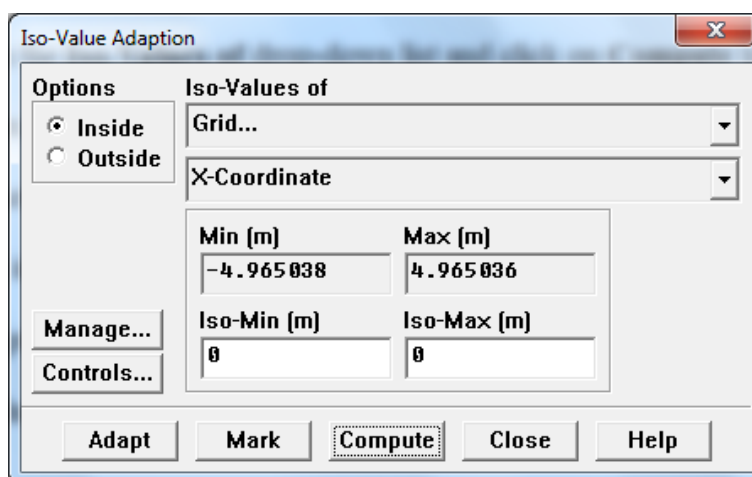 Iso-Value Adaption
Options
Inside
Outside
Iso-Values of
Grid...
X-Coordinate
Min (m)
Max (m)
-4.965038
4.965036
Iso-Min (m)
Iso-Max (m)
0
0
Manage...
Controls...
Adapt
Mark
Compute
Close
Help